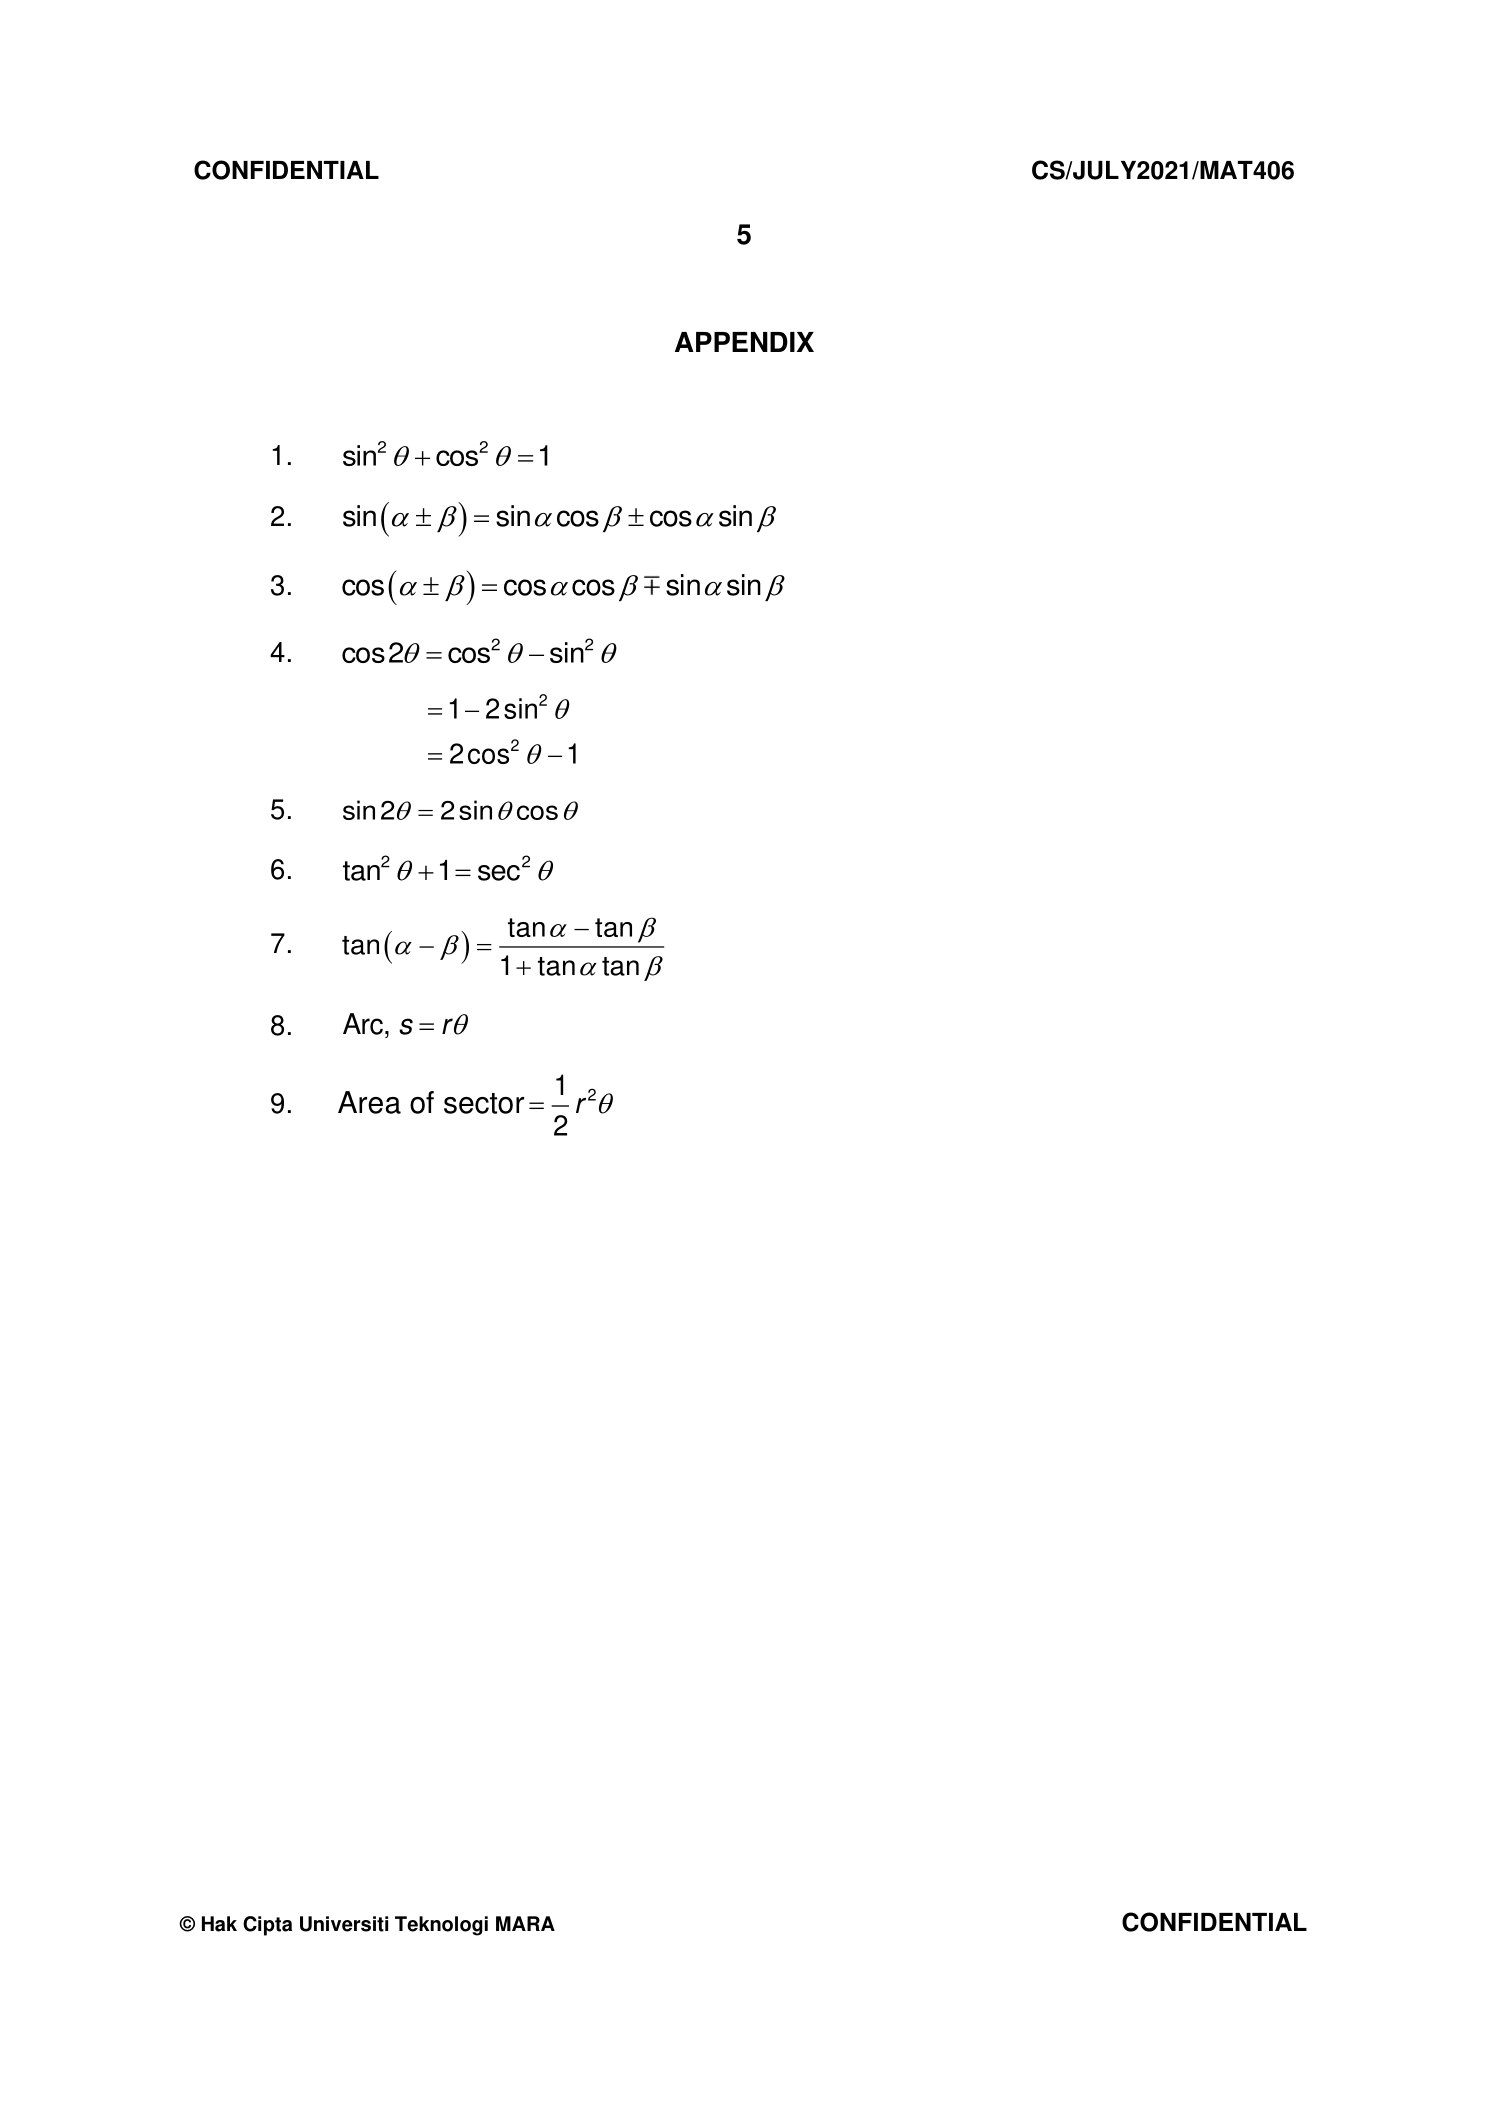 CONFIDENTIAL CS/JULY2021/MAT406
5
APPENDIX
1. sin² θ + cos² θ = 1
2. sin(α ± β) = sin α cos β ± cos α sin β
3. cos(α ± β) = cos α cos β ∓ sin α sin β
4. cos 2θ = cos² θ − sin² θ
= 1 − 2 sin² θ
= 2 cos² θ − 1
5. sin 2θ = 2 sin θ cos θ
6. tan² θ + 1 = sec² θ
7. tan(α − β) = (tan α − tan β) / (1 + tan α tan β)
8. Arc, s = rθ
9. Area of sector = 1/2 r²θ
© Hak Cipta Universiti Teknologi MARA CONFIDENTIAL